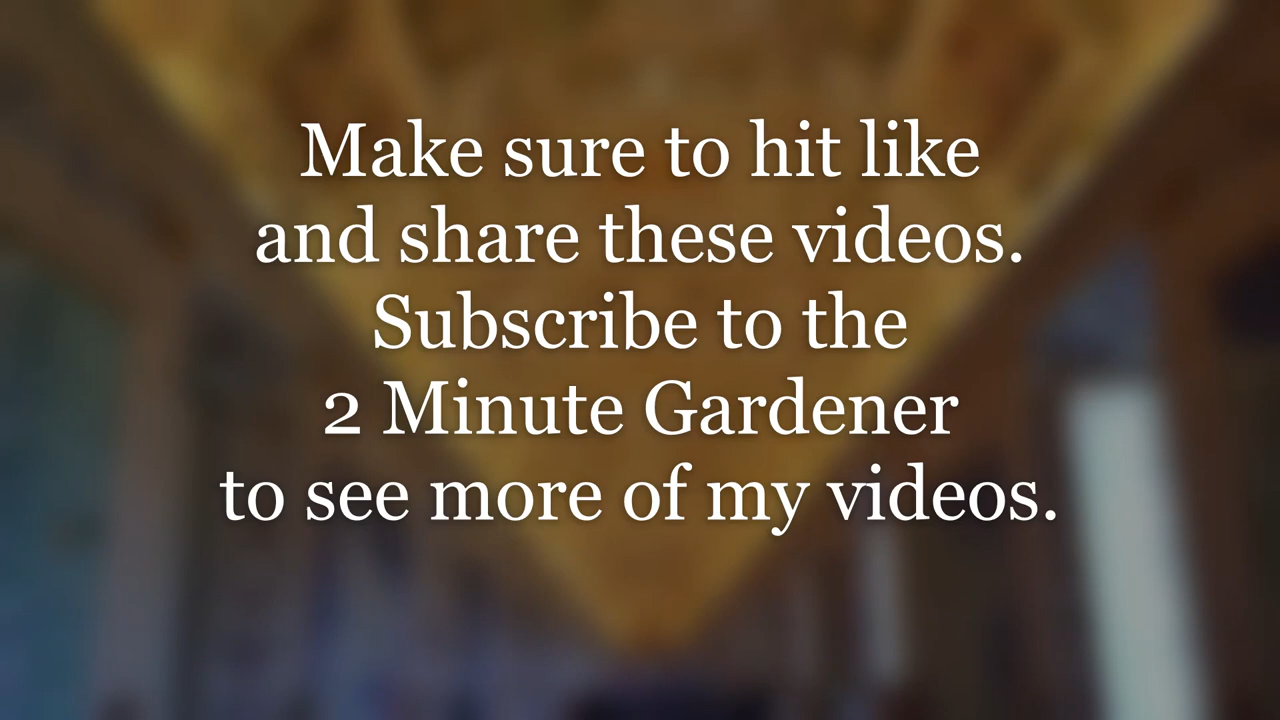 Make sure to hit like
and share these videos.
Subscribe to the
2 Minute Gardener
to see more of my videos.